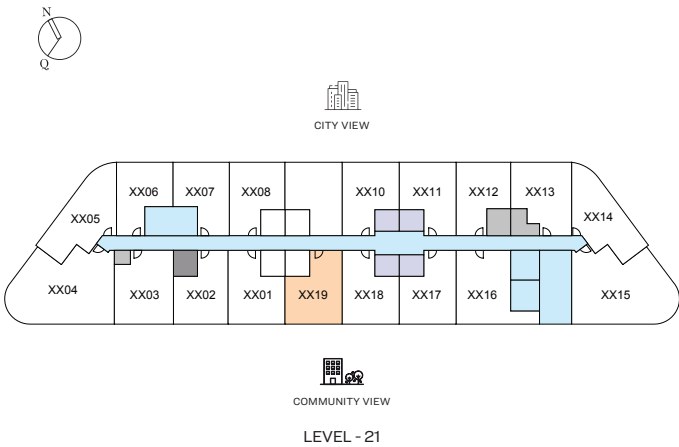 N
Q
CITY VIEW
XX06 XX07 XX08 XX10 XX11 XX12 XX13
XX05 XX14
XX04 XX03 XX02 XX01 XX19 XX18 XX17 XX16 XX15
COMMUNITY VIEW
LEVEL - 21